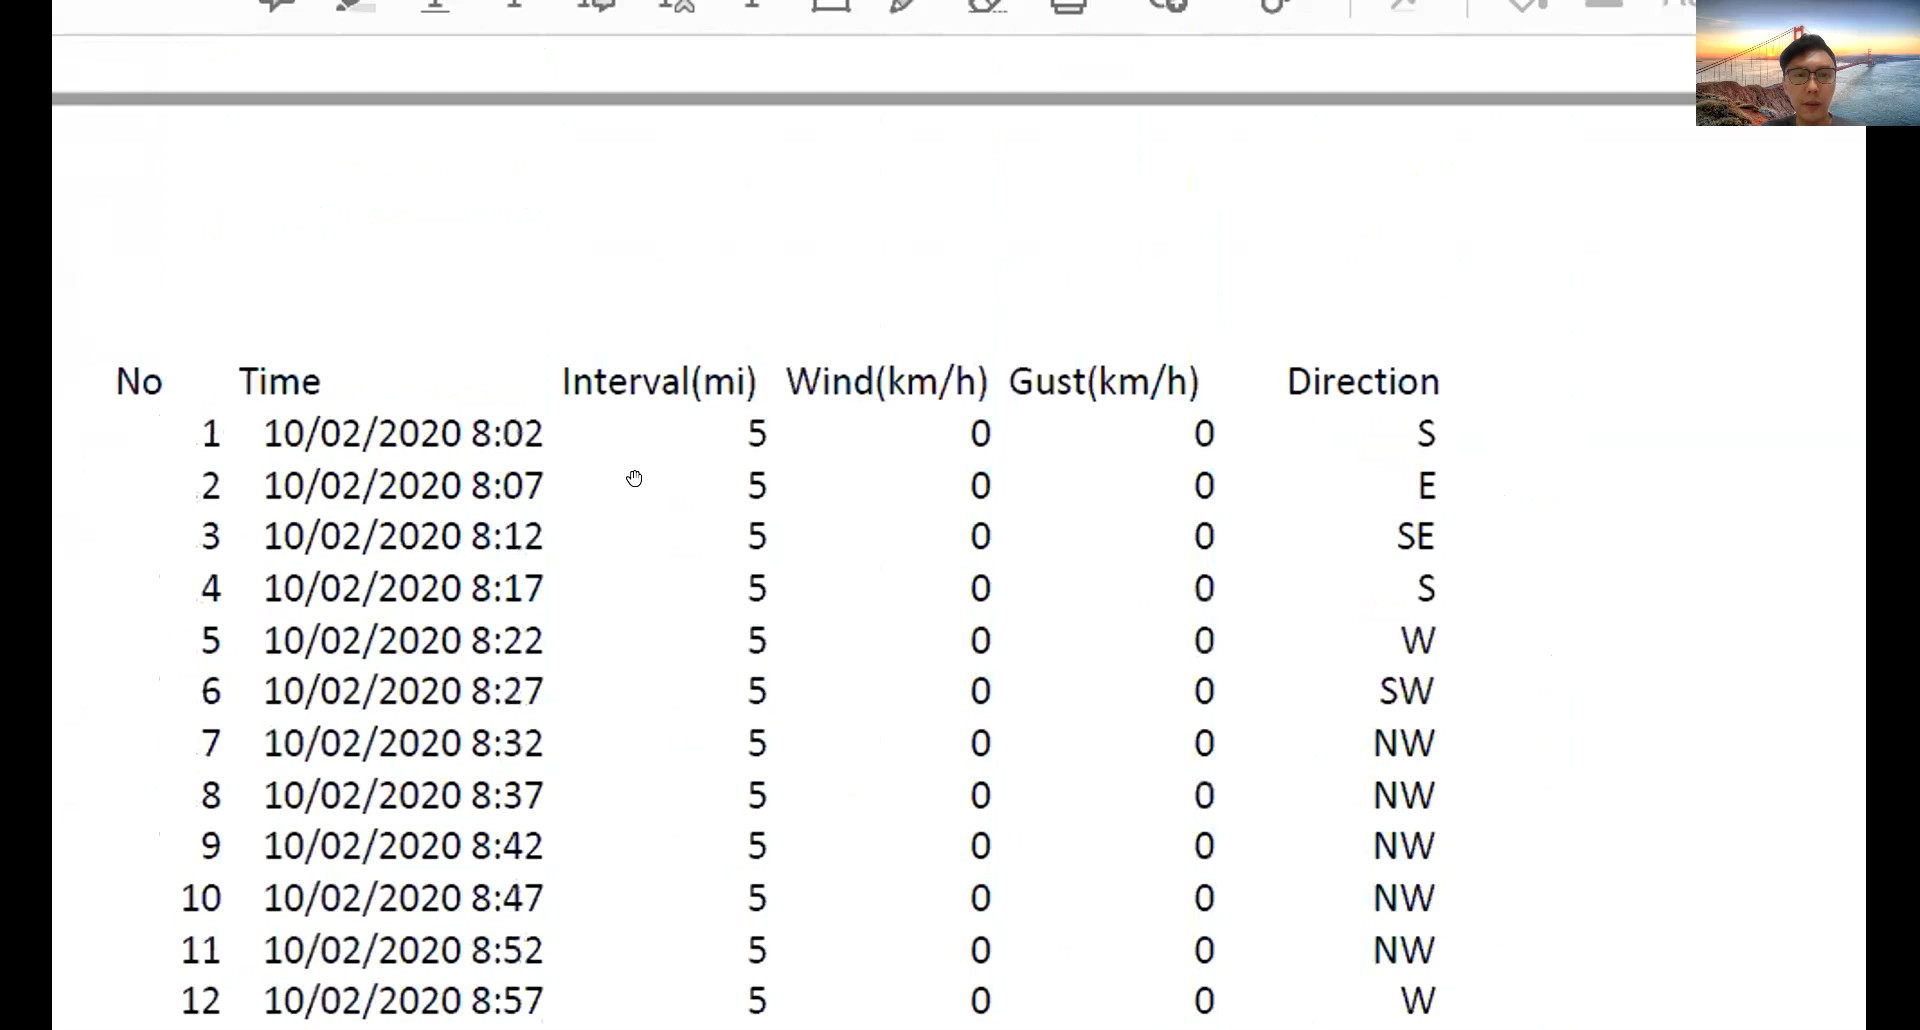 No Time Interval(mi) Wind(km/h) Gust(km/h) Direction
1 10/02/2020 8:02 5 0 0 S
2 10/02/2020 8:07 5 0 0 E
3 10/02/2020 8:12 5 0 0 SE
4 10/02/2020 8:17 5 0 0 S
5 10/02/2020 8:22 5 0 0 W
6 10/02/2020 8:27 5 0 0 SW
7 10/02/2020 8:32 5 0 0 NW
8 10/02/2020 8:37 5 0 0 NW
9 10/02/2020 8:42 5 0 0 NW
10 10/02/2020 8:47 5 0 0 NW
11 10/02/2020 8:52 5 0 0 NW
12 10/02/2020 8:57 5 0 0 W